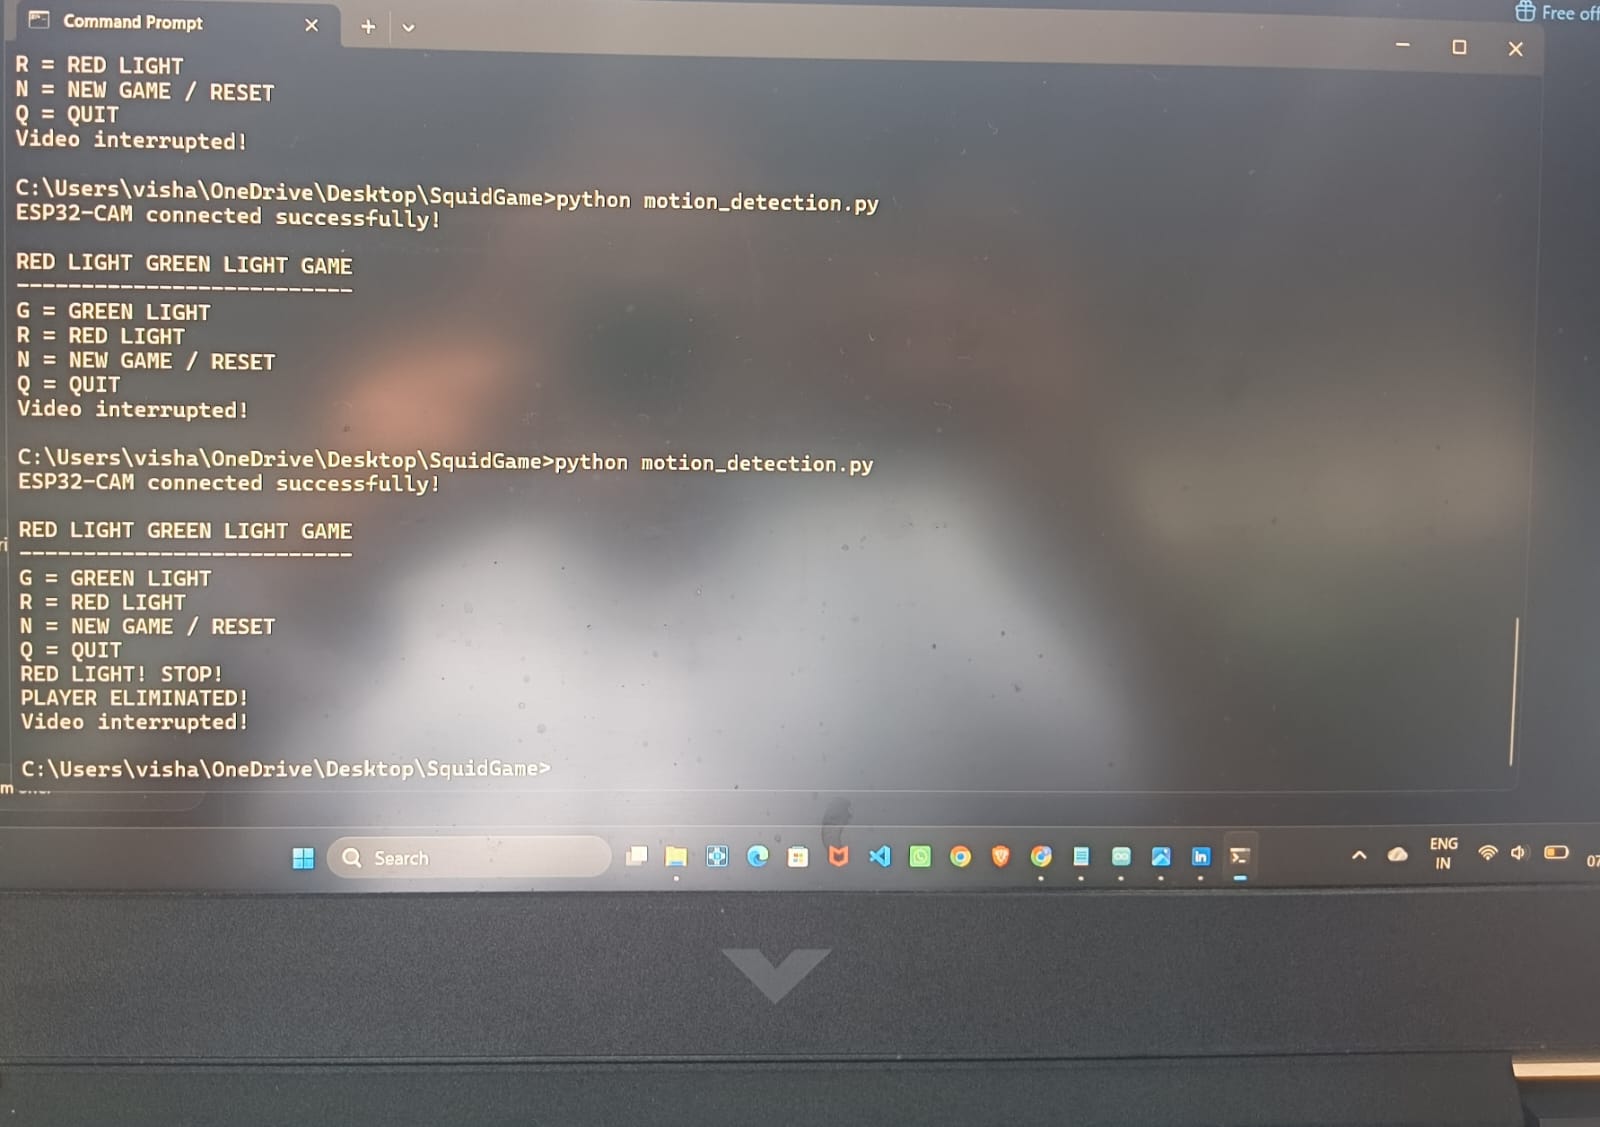 Command Prompt
Free off
R = RED LIGHT
N = NEW GAME / RESET
Q = QUIT
Video interrupted!
C:\Users\visha\OneDrive\Desktop\SquidGame>python motion_detection.py
ESP32-CAM connected successfully!
RED LIGHT GREEN LIGHT GAME
--------------------------
G = GREEN LIGHT
R = RED LIGHT
N = NEW GAME / RESET
Q = QUIT
Video interrupted!
C:\Users\visha\OneDrive\Desktop\SquidGame>python motion_detection.py
ESP32-CAM connected successfully!
RED LIGHT GREEN LIGHT GAME
--------------------------
G = GREEN LIGHT
R = RED LIGHT
N = NEW GAME / RESET
Q = QUIT
RED LIGHT! STOP!
PLAYER ELIMINATED!
Video interrupted!
C:\Users\visha\OneDrive\Desktop\SquidGame>
Search
ENG
IN
07